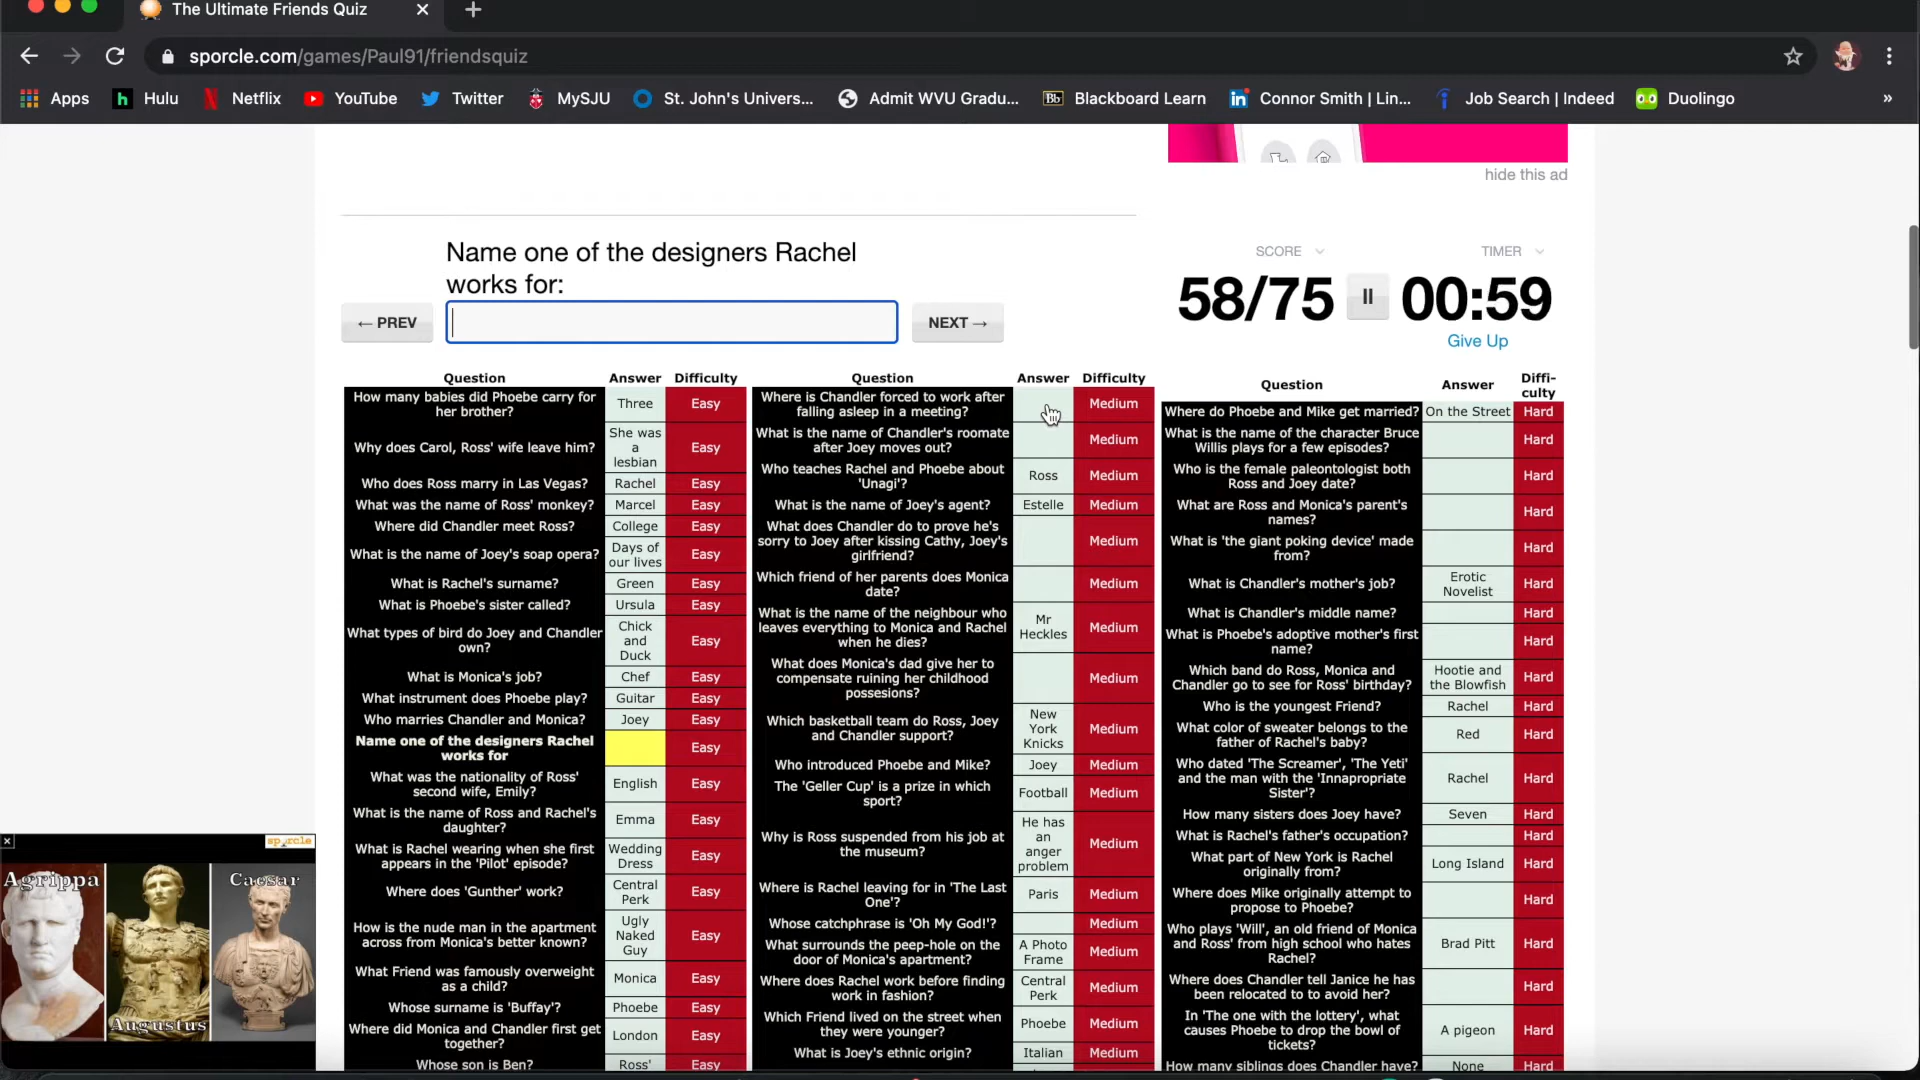 The Ultimate Friends Quiz
sporcle.com/games/Paul91/friendsquiz
Apps
Hulu
Netflix
YouTube
Twitter
MySJU
St. John's Univers...
Admit WVU Gradu...
Bb
Blackboard Learn
Connor Smith | Lin...
Job Search | Indeed
Duolingo
»
hide this ad
Name one of the designers Rachel
works for:
← PREV
NEXT →
SCORE
TIMER
58/75
00:59
Give Up
Question Answer Difficulty
How many babies did Phoebe carry for
her brother?
Three
Easy
Why does Carol, Ross' wife leave him?
She was
a
lesbian
Easy
Who does Ross marry in Las Vegas?
Rachel
Easy
What was the name of Ross' monkey?
Marcel
Easy
Where did Chandler meet Ross?
College
Easy
What is the name of Joey's soap opera?
Days of
our lives
Easy
What is Rachel's surname?
Green
Easy
What is Phoebe's sister called?
Ursula
Easy
What types of bird do Joey and Chandler
own?
Chick
and
Duck
Easy
What is Monica's job?
Chef
Easy
What instrument does Phoebe play?
Guitar
Easy
Who marries Chandler and Monica?
Joey
Easy
Name one of the designers Rachel
works for
Easy
What was the nationality of Ross'
second wife, Emily?
English
Easy
What is the name of Ross and Rachel's
daughter?
Emma
Easy
What is Rachel wearing when she first
appears in the 'Pilot' episode?
Wedding
Dress
Easy
Where does 'Gunther' work?
Central
Perk
Easy
How is the nude man in the apartment
across from Monica's better known?
Ugly
Naked
Guy
Easy
What Friend was famously overweight
as a child?
Monica
Easy
Whose surname is 'Buffay'?
Phoebe
Easy
Where did Monica and Chandler first get
together?
London
Easy
Whose son is Ben?
Ross'
Easy
Question Answer Difficulty
Where is Chandler forced to work after
falling asleep in a meeting?
Medium
What is the name of Chandler's roomate
after Joey moves out?
Medium
Who teaches Rachel and Phoebe about
'Unagi'?
Ross
Medium
What is the name of Joey's agent?
Estelle
Medium
What does Chandler do to prove he's
sorry to Joey after kissing Cathy, Joey's
girlfriend?
Medium
Which friend of her parents does Monica
date?
Medium
What is the name of the neighbour who
leaves everything to Monica and Rachel
when he dies?
Mr
Heckles
Medium
What does Monica's dad give her to
compensate ruining her childhood
possesions?
Medium
Which basketball team do Ross, Joey
and Chandler support?
New
York
Knicks
Medium
Who introduced Phoebe and Mike?
Joey
Medium
The 'Geller Cup' is a prize in which
sport?
Football
Medium
Why is Ross suspended from his job at
the museum?
He has
an
anger
problem
Medium
Where is Rachel leaving for in 'The Last
One'?
Paris
Medium
Whose catchphrase is 'Oh My God!'?
Medium
What surrounds the peep-hole on the
door of Monica's apartment?
A Photo
Frame
Medium
Where does Rachel work before finding
work in fashion?
Central
Perk
Medium
Which Friend lived on the street when
they were younger?
Phoebe
Medium
What is Joey's ethnic origin?
Italian
Medium
Question Answer Diffi-
culty
Where do Phoebe and Mike get married?
On the Street
Hard
What is the name of the character Bruce
Willis plays for a few episodes?
Hard
Who is the female paleontologist both
Ross and Joey date?
Hard
What are Ross and Monica's parent's
names?
Hard
What is 'the giant poking device' made
from?
Hard
What is Chandler's mother's job?
Erotic
Novelist
Hard
What is Chandler's middle name?
Hard
What is Phoebe's adoptive mother's first
name?
Hard
Which band do Ross, Monica and
Chandler go to see for Ross' birthday?
Hootie and
the Blowfish
Hard
Who is the youngest Friend?
Rachel
Hard
What color of sweater belongs to the
father of Rachel's baby?
Red
Hard
Who dated 'The Screamer', 'The Yeti'
and the man with the 'Innapropriate
Sister'?
Rachel
Hard
How many sisters does Joey have?
Seven
Hard
What is Rachel's father's occupation?
Hard
What part of New York is Rachel
originally from?
Long Island
Hard
Where does Mike originally attempt to
propose to Phoebe?
Hard
Who plays 'Will', an old friend of Monica
and Ross' from high school who hates
Rachel?
Brad Pitt
Hard
Where does Chandler tell Janice he has
been relocated to to avoid her?
Hard
In 'The one with the lottery', what
causes Phoebe to drop the bowl of
tickets?
A pigeon
Hard
How many siblings does Chandler have?
None
Hard
sporcle
Agrippa
Augustus
Caesar